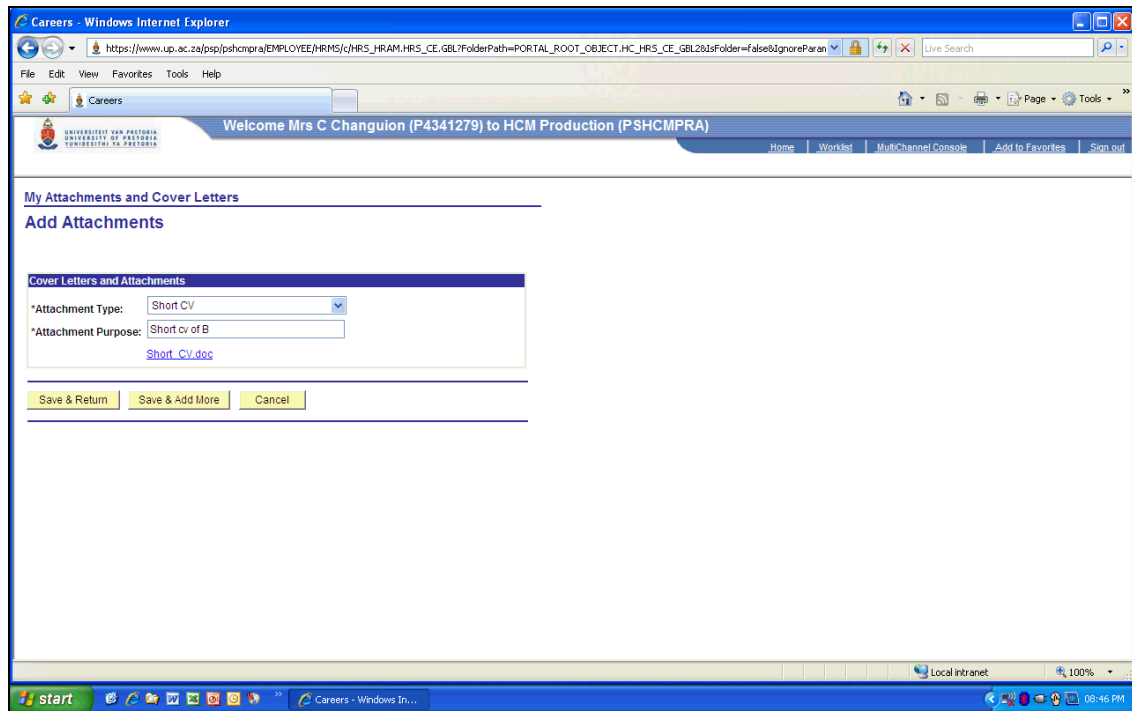 Careers - Windows Internet Explorer
https://www.up.ac.za/psp/pshcmpra/EMPLOYEE/HRMS/c/HRS_HRAM.HRS_CE.GBL?FolderPath=PORTAL_ROOT_OBJECT.HC_HRS_CE_GBL2&IsFolder=false&IgnoreParan
Live Search
File Edit View Favorites Tools Help
Careers
Page Tools »
UNIVERSITEIT VAN PRETORIA
UNIVERSITY OF PRETORIA
YUNIBESITHI YA PRETORIA
Welcome Mrs C Changuion (P4341279) to HCM Production (PSHCMPRA)
Home | Worklist | MultiChannel Console | Add to Favorites | Sign out
My Attachments and Cover Letters
Add Attachments
Cover Letters and Attachments
*Attachment Type: Short CV
*Attachment Purpose: Short cv of B
Short_CV.doc
Save & Return Save & Add More Cancel
Local intranet 100%
start » Careers - Windows In... 08:46 PM